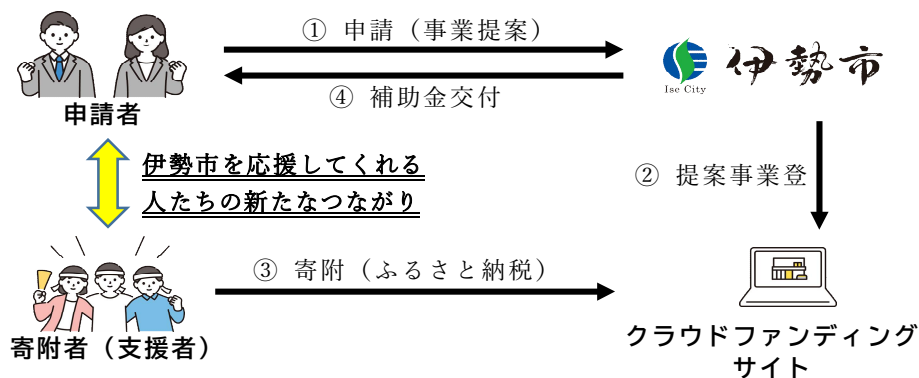 ① 申請（事業提案）
④ 補助金交付
申請者
Ise City
伊勢市
伊勢市を応援してくれる
人たちの新たなつながり
② 提案事業登
③ 寄附（ふるさと納税）
寄附者（支援者）
クラウドファンディング
サイト